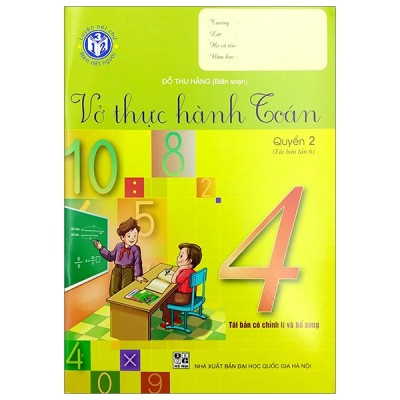 Trường :
Lớp :
Họ và tên :
Năm học :
ĐỖ THU HẰNG (Biên soạn)
Vở thực hành Toán
Quyển 2
(Tái bản lần 6)
10 : 8
2
5
4
Tái bản có chỉnh lí và bổ sung
4 × 0 9
NHÀ XUẤT BẢN ĐẠI HỌC QUỐC GIA HÀ NỘI